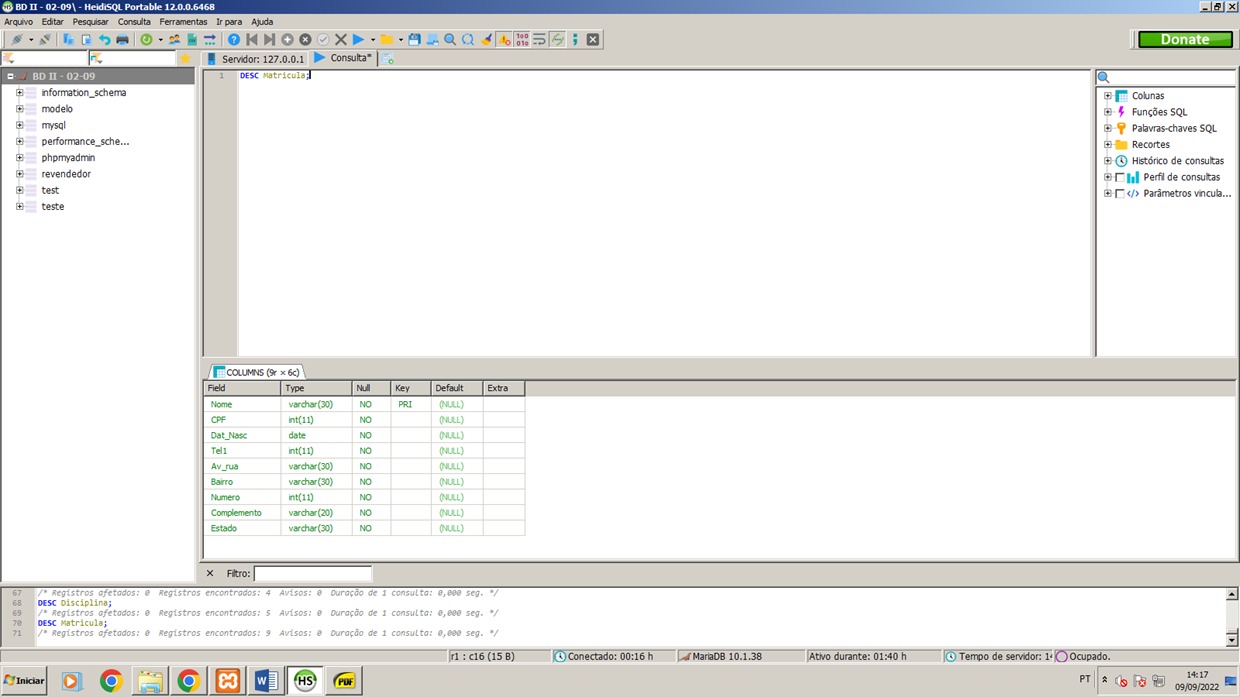 BD II - 02-09\ - HeidiSQL Portable 12.0.0.6468
Arquivo Editar Pesquisar Consulta Ferramentas Ir para Ajuda
Donate
Servidor: 127.0.0.1 Consulta*
BD II - 02-09
information_schema
modelo
mysql
performance_sche...
phpmyadmin
revendedor
test
teste
1 DESC Matricula;
Colunas
Funções SQL
Palavras-chaves SQL
Recortes
Histórico de consultas
Perfil de consultas
Parâmetros vincula...
COLUMNS (9r × 6c)
Field Type Null Key Default Extra
Nome varchar(30) NO PRI (NULL)
CPF int(11) NO (NULL)
Dat_Nasc date NO (NULL)
Tel1 int(11) NO (NULL)
Av_rua varchar(30) NO (NULL)
Bairro varchar(30) NO (NULL)
Numero int(11) NO (NULL)
Complemento varchar(20) NO (NULL)
Estado varchar(30) NO (NULL)
Filtro:
67 /* Registros afetados: 0 Registros encontrados: 4 Avisos: 0 Duração de 1 consulta: 0,000 seg. */
68 DESC Disciplina;
69 /* Registros afetados: 0 Registros encontrados: 5 Avisos: 0 Duração de 1 consulta: 0,000 seg. */
70 DESC Matricula;
71 /* Registros afetados: 0 Registros encontrados: 9 Avisos: 0 Duração de 1 consulta: 0,000 seg. */
r1 : c16 (15 B) Conectado: 00:16 h MariaDB 10.1.38 Ativo durante: 01:40 h Tempo de servidor: 14 Ocupado.
Iniciar
PT
14:17
09/09/2022